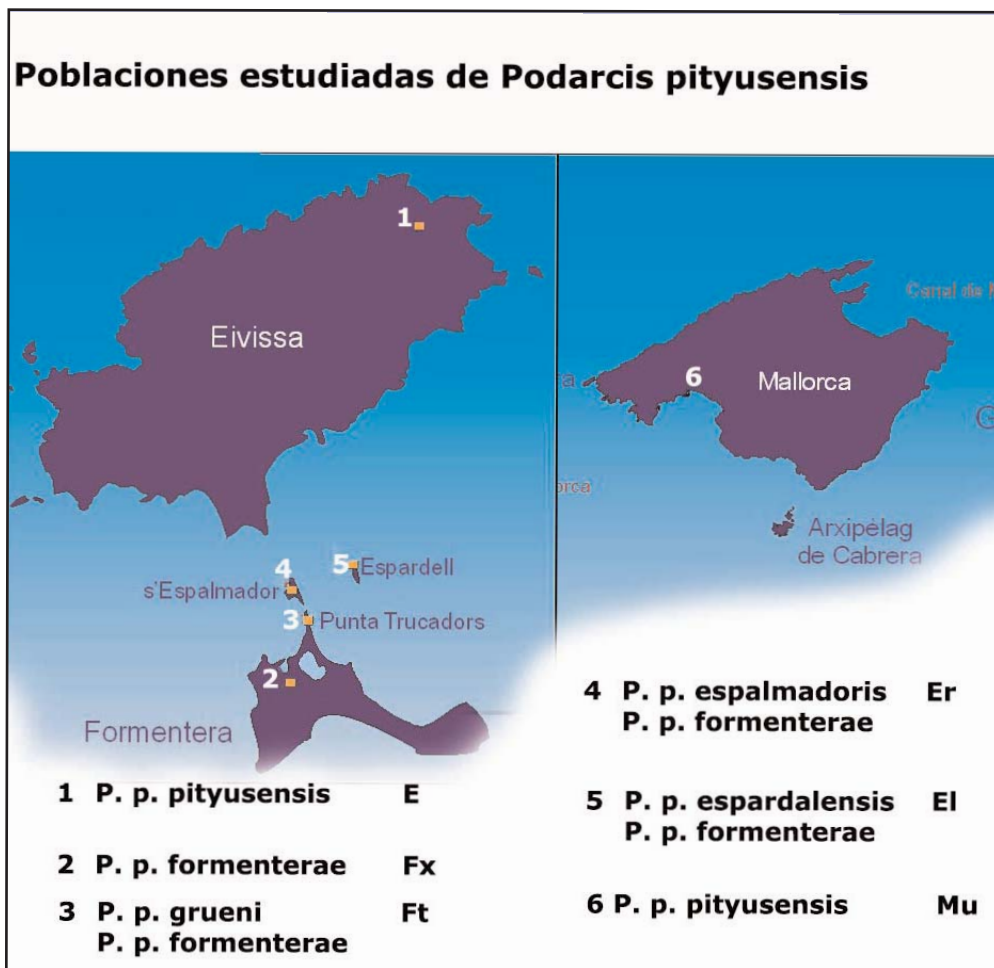 Poblaciones estudiadas de Podarcis pityusensis
1
Eivissa
4
s'Espalmador
5 Espardell
3 Punta Trucadors
2
Formentera
Canal de
6
Mallorca
Arxipèlag
de Cabrera
1 P. p. pityusensis E
2 P. p. formenterae Fx
3 P. p. grueni Ft
P. p. formenterae
4 P. p. espalmadoris Er
P. p. formenterae
5 P. p. espardalensis El
P. p. formenterae
6 P. p. pityusensis Mu